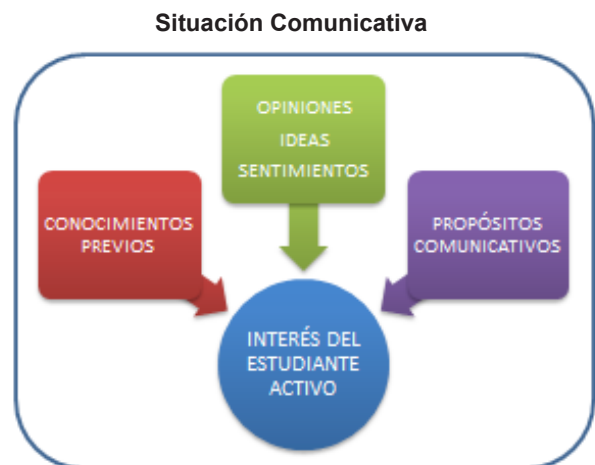 Situación Comunicativa
OPINIONES
IDEAS
SENTIMIENTOS
CONOCIMIENTOS
PREVIOS
PROPÓSITOS
COMUNICATIVOS
INTERÉS DEL
ESTUDIANTE
ACTIVO